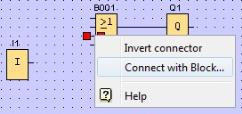 B001
Q1
≥1
Q
I1
I
Invert connector
Connect with Block...
Help